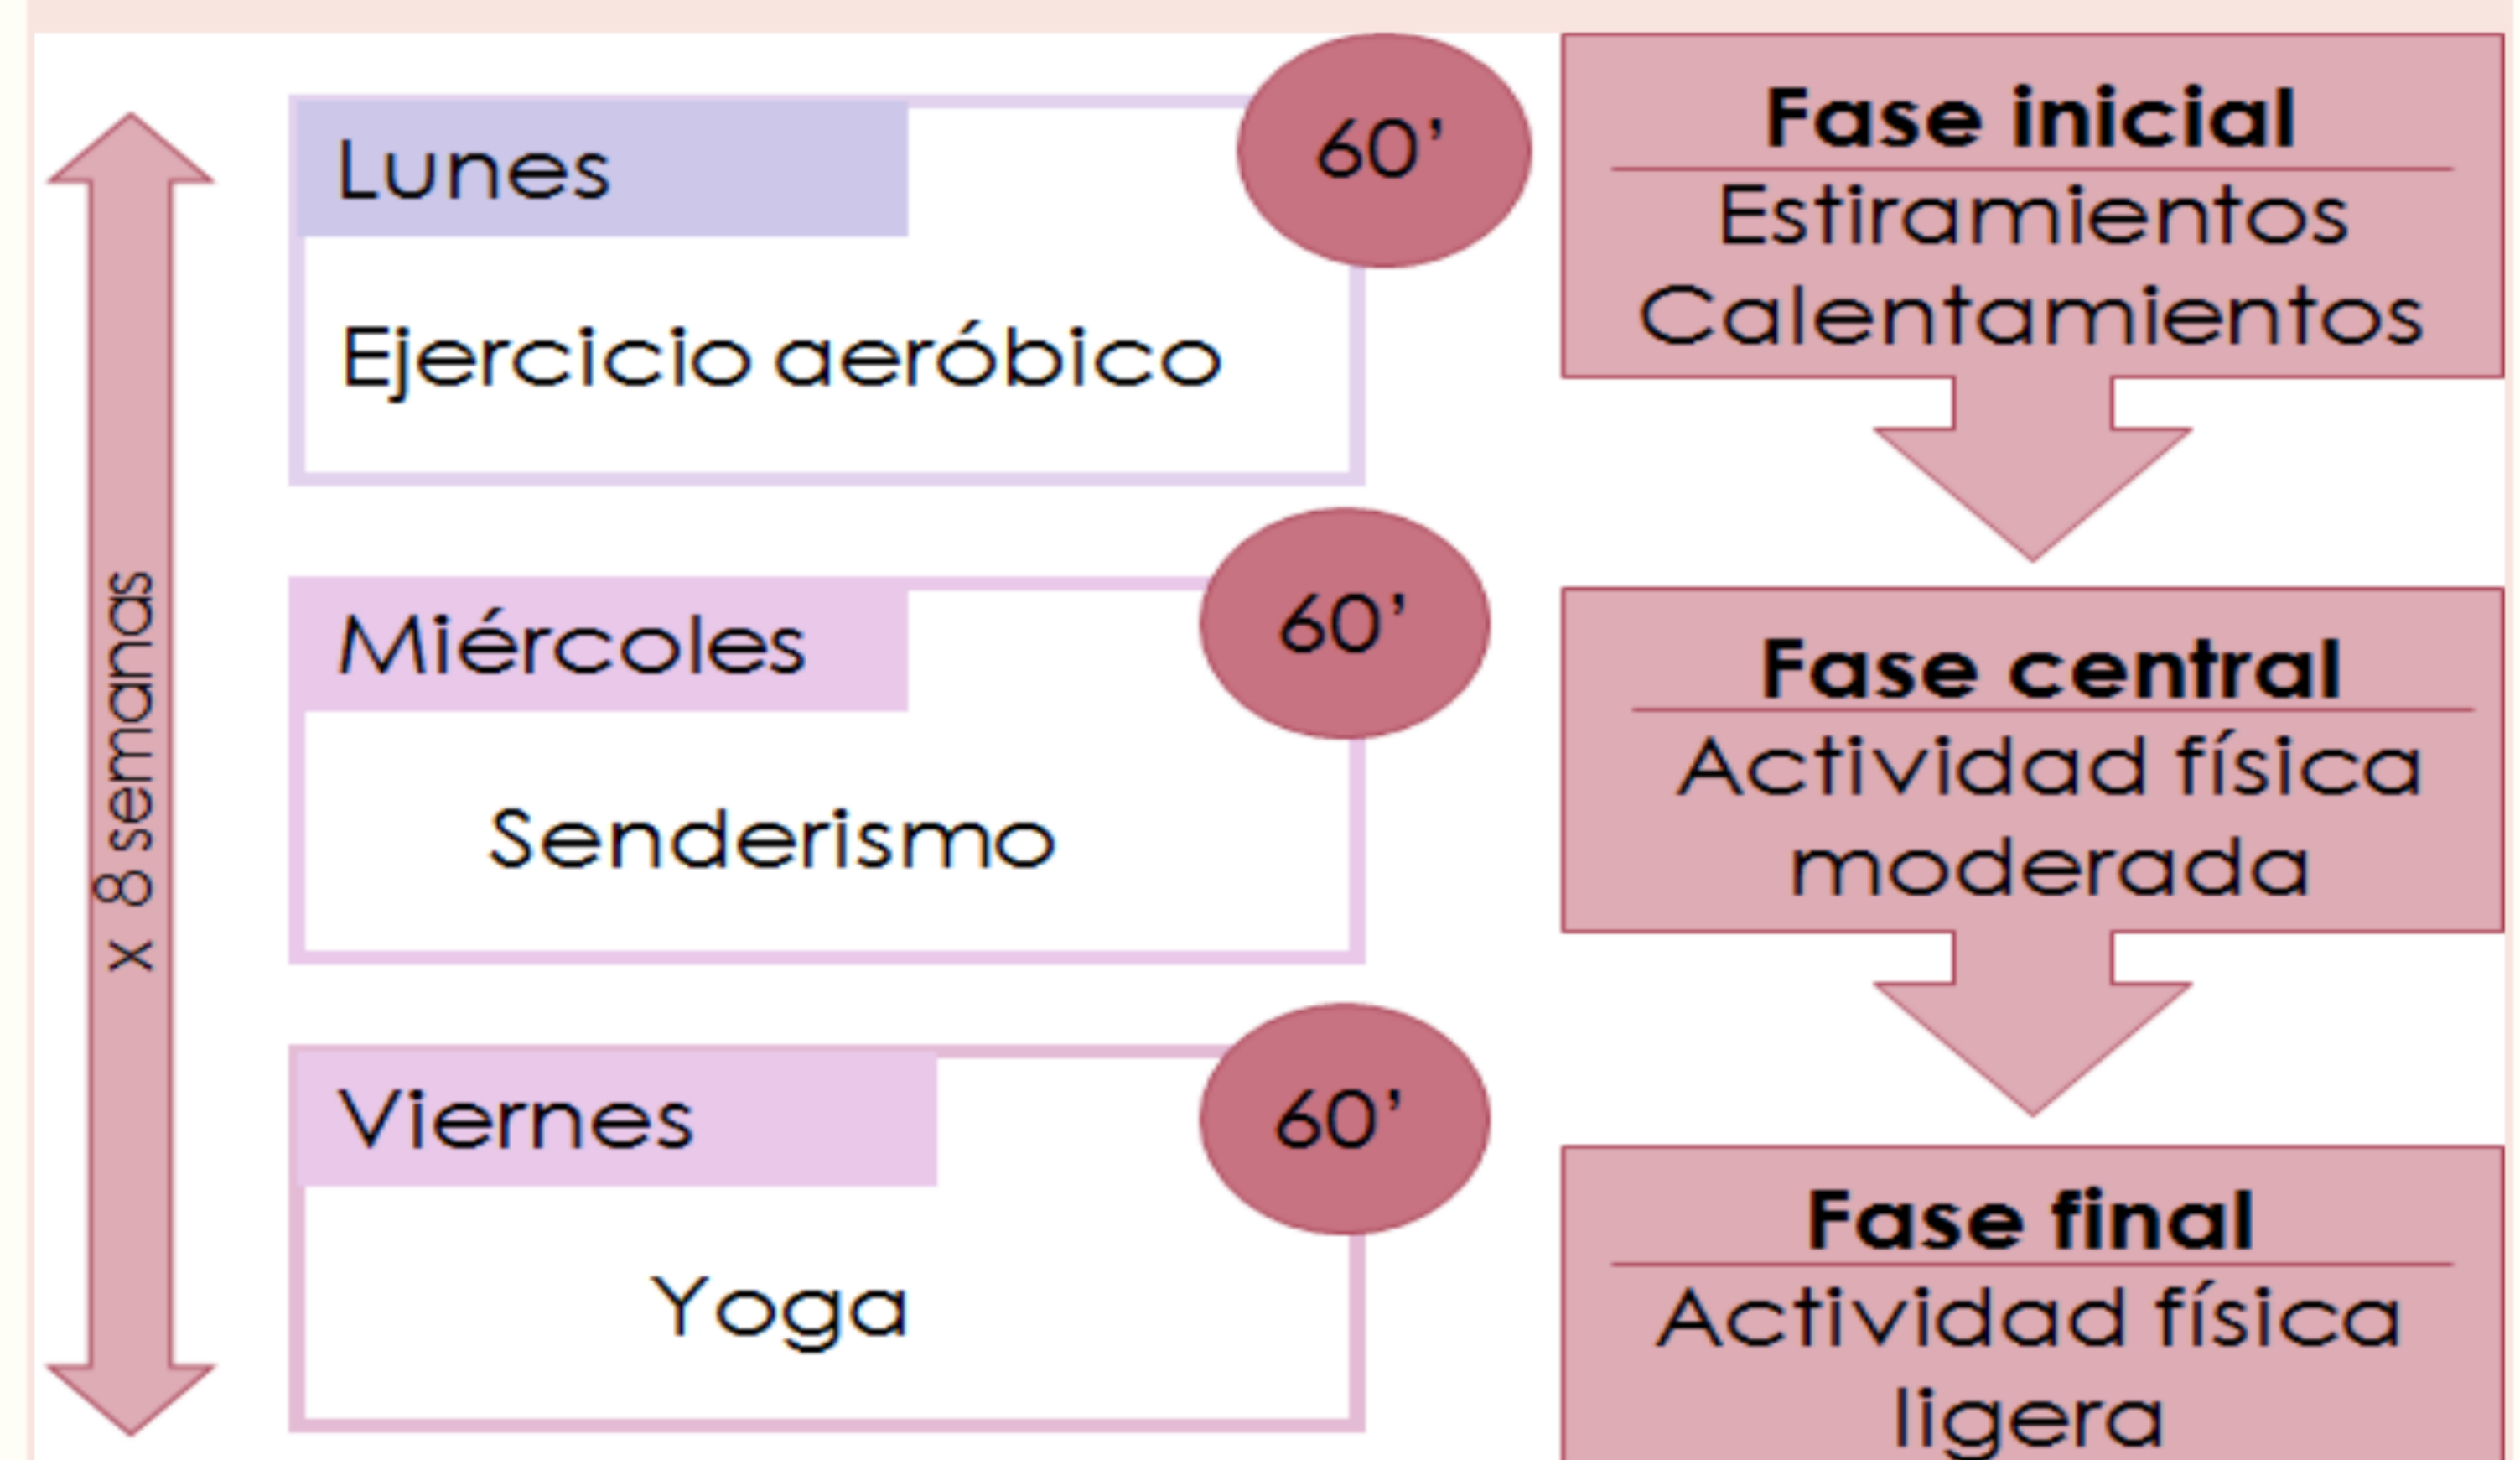 x 8 semanas
Lunes
60’
Ejercicio aeróbico
Miércoles
60’
Senderismo
Viernes
60’
Yoga
Fase inicial
Estiramientos
Calentamientos
Fase central
Actividad física
moderada
Fase final
Actividad física
ligera